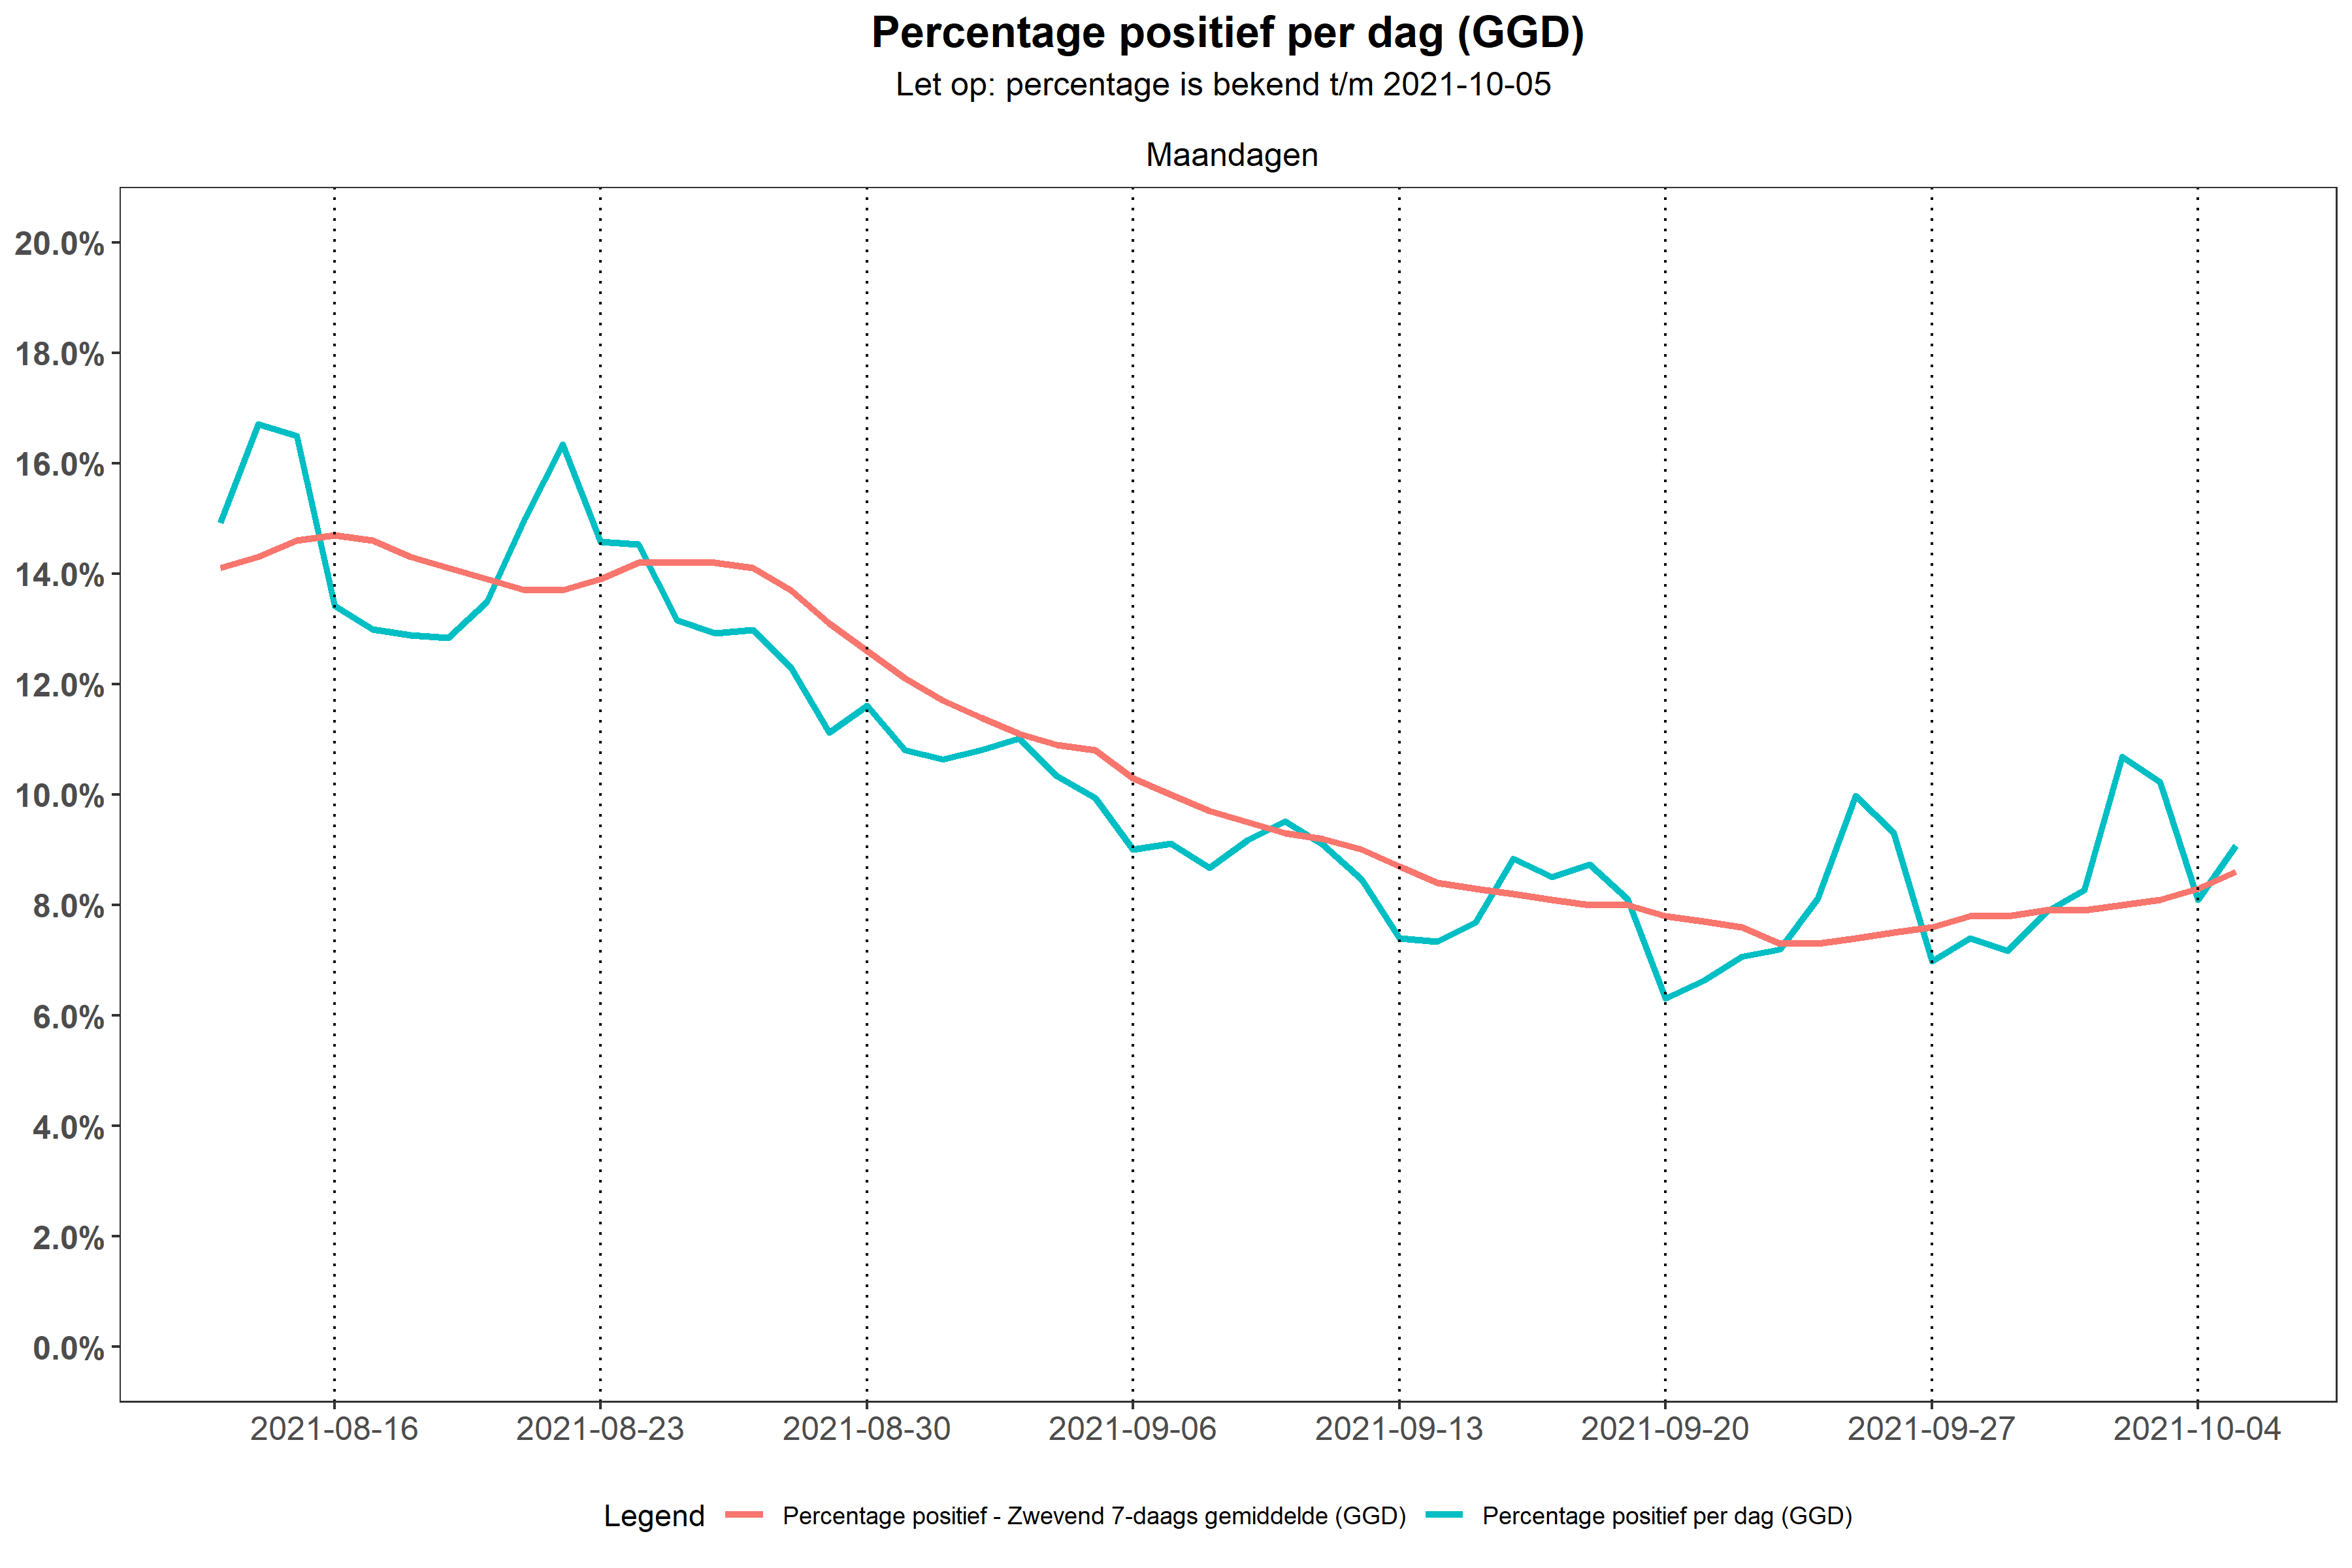 Percentage positief per dag (GGD)
Let op: percentage is bekend t/m 2021-10-05
Maandagen
20.0%
18.0%
16.0%
14.0%
12.0%
10.0%
8.0%
6.0%
4.0%
2.0%
0.0%
2021-08-16 2021-08-23 2021-08-30 2021-09-06 2021-09-13 2021-09-20 2021-09-27 2021-10-04
Legend Percentage positief - Zwevend 7-daags gemiddelde (GGD) Percentage positief per dag (GGD)